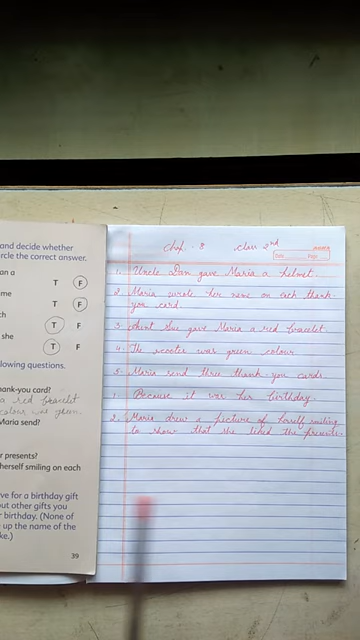 and decide whether
rcle the correct answer.
an a
T F
me
T F
ch
T F
she
T F
lowing questions.
hank-you card?
a red bracelet
colour was green.
Maria send?
r presents?
herself smiling on each
ve for a birthday gift
out other gifts you
r birthday. (None of
up the name of the
ke.)
39
Chap. 8 class 2nd
Date Page
1. Uncle Dan gave Maria a helmet.
2. Maria wrote her name on each thank
you card.
3. Aunt Sue gave Maria a red bracelet
4. The scooter was green colour
5. Maria send three thank-you cards
1. Because it was her birthday.
2. Maria drew a picture of herself smiling
to show that she liked the presents.